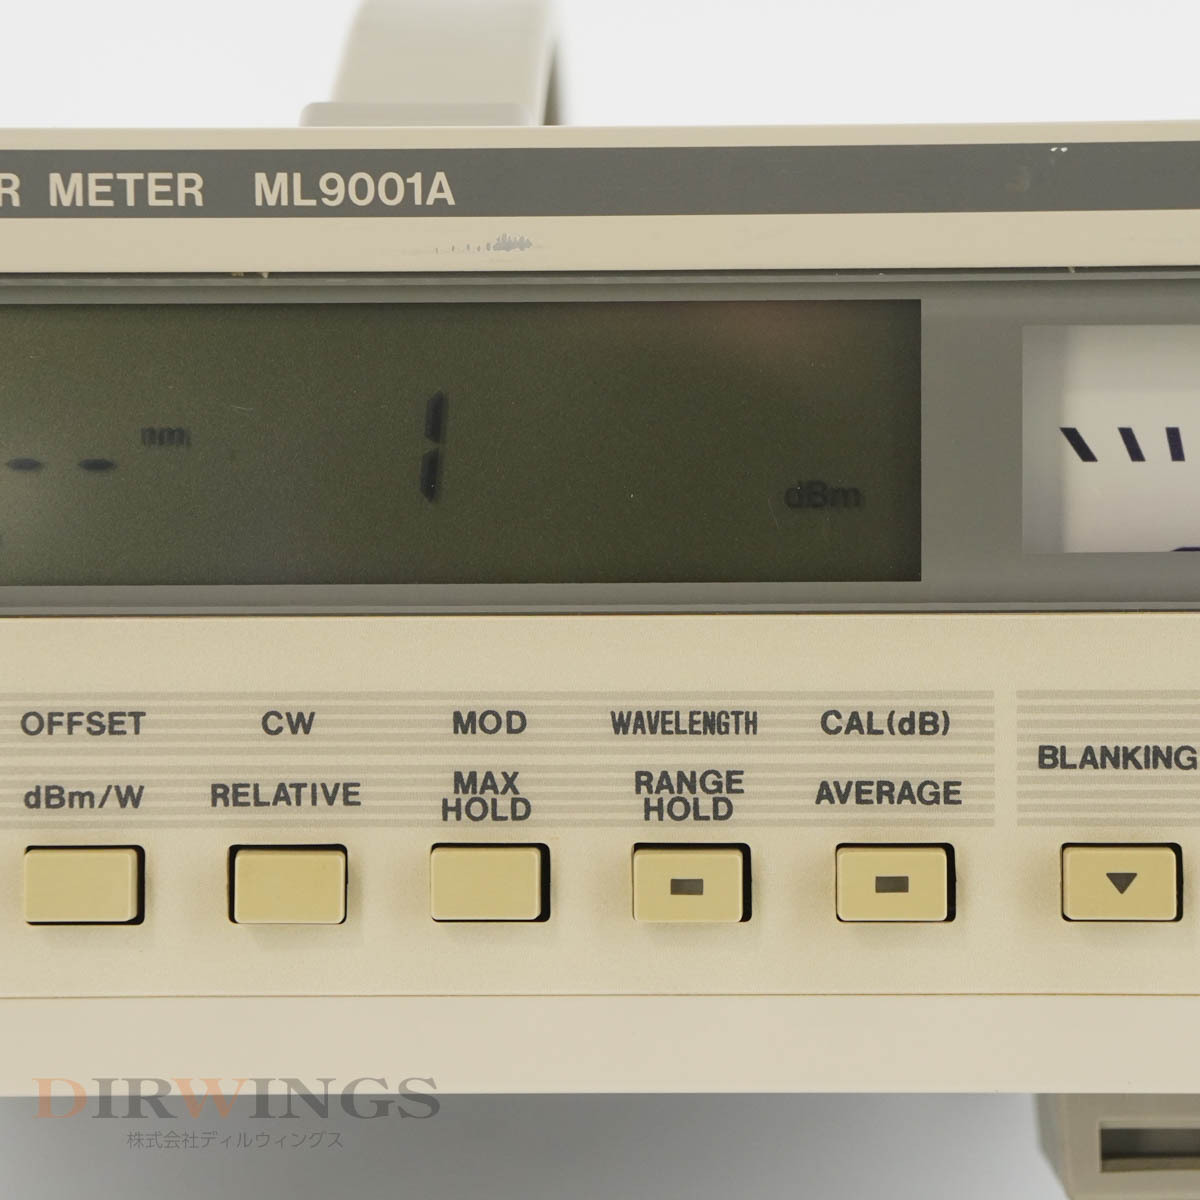 R METER ML9001A
-- nm
1
dBm
OFFSET CW MOD WAVELENGTH CAL(dB)
BLANKING
dBm/W RELATIVE MAX HOLD RANGE HOLD AVERAGE
DIRWINGS
株式会社ディルウィングス